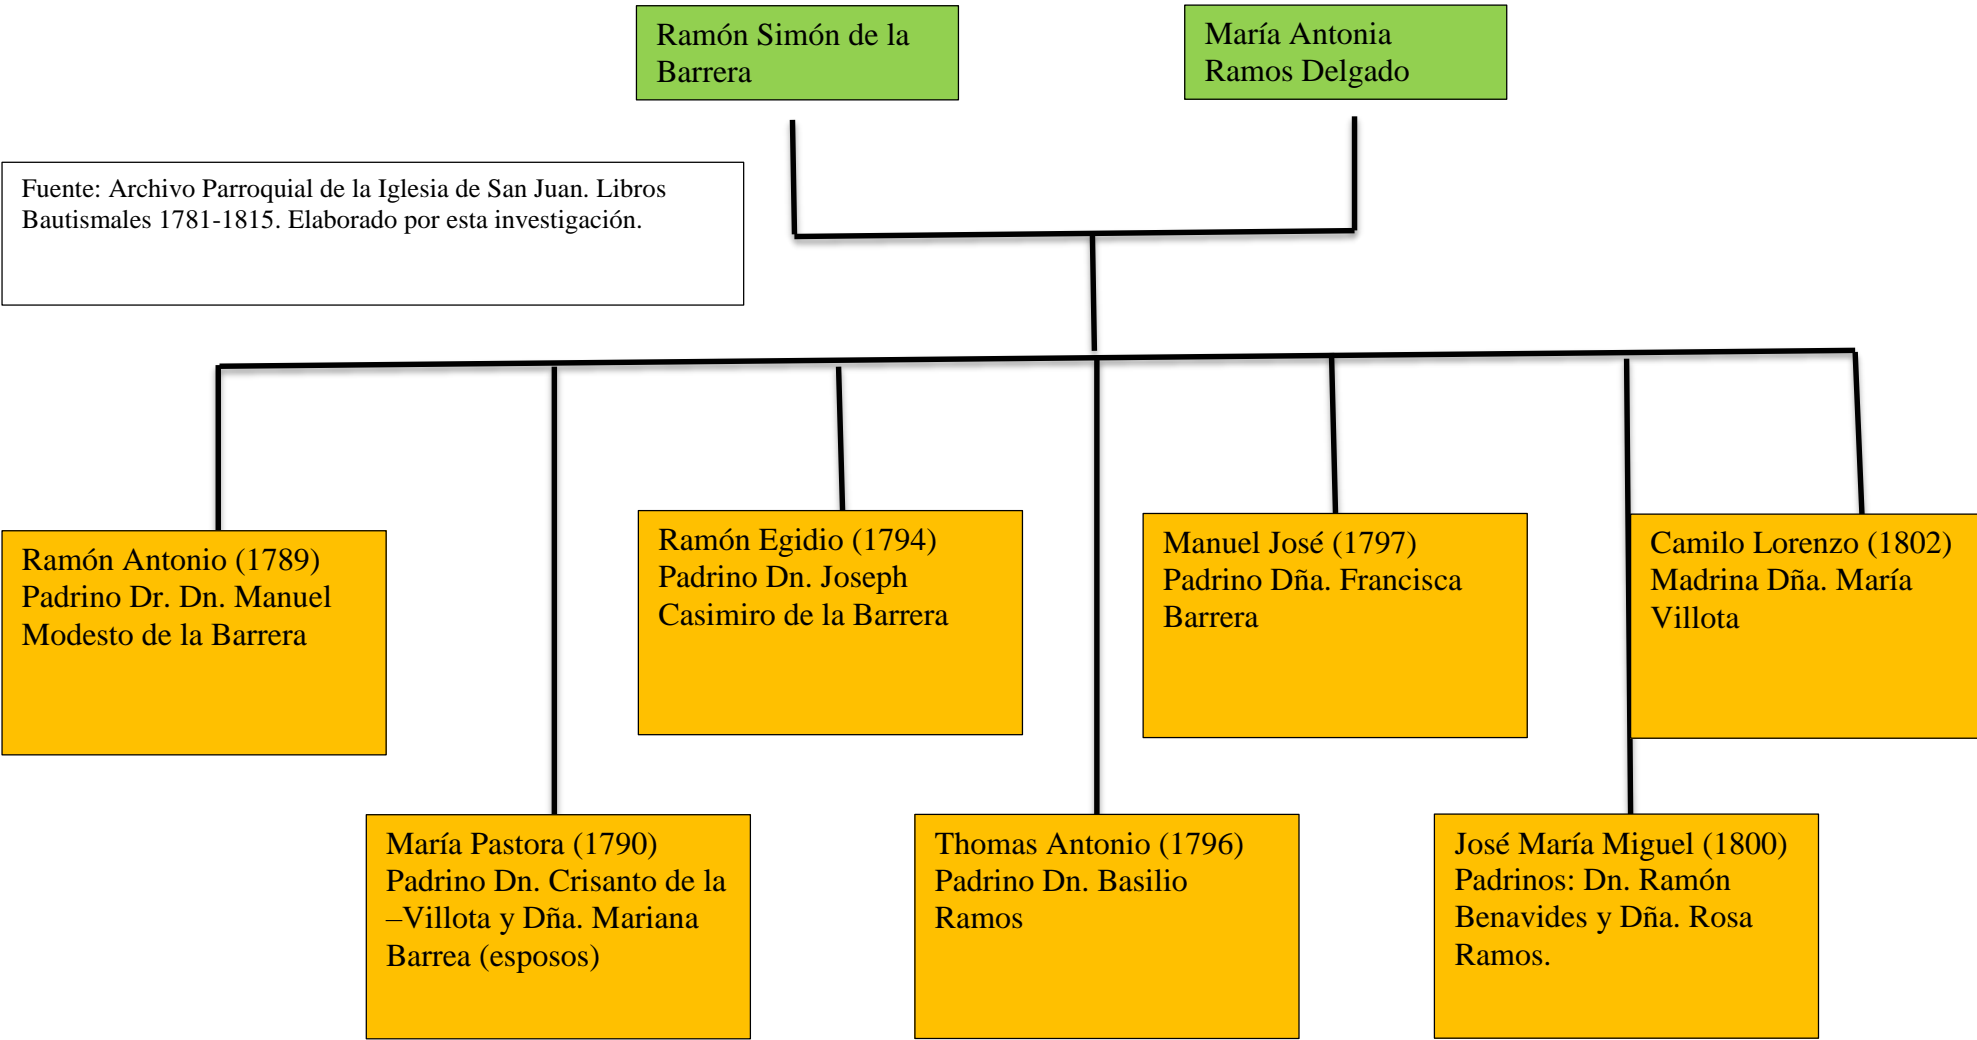 Ramón Simón de la
Barrera
María Antonia
Ramos Delgado
Fuente: Archivo Parroquial de la Iglesia de San Juan. Libros
Bautismales 1781-1815. Elaborado por esta investigación.
Ramón Antonio (1789)
Padrino Dr. Dn. Manuel
Modesto de la Barrera
Ramón Egidio (1794)
Padrino Dn. Joseph
Casimiro de la Barrera
Manuel José (1797)
Padrino Dña. Francisca
Barrera
Camilo Lorenzo (1802)
Madrina Dña. María
Villota
María Pastora (1790)
Padrino Dn. Crisanto de la
–Villota y Dña. Mariana
Barrea (esposos)
Thomas Antonio (1796)
Padrino Dn. Basilio
Ramos
José María Miguel (1800)
Padrinos: Dn. Ramón
Benavides y Dña. Rosa
Ramos.